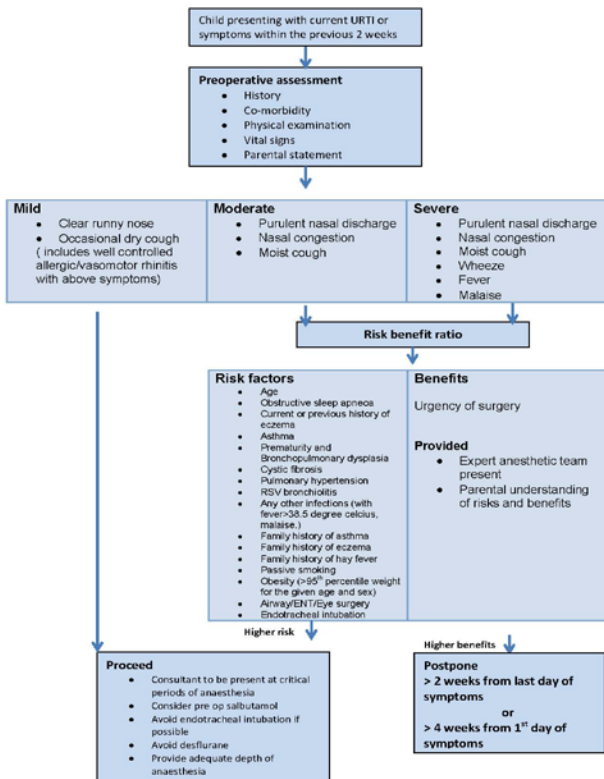 Child presenting with current URTI or
symptoms within the previous 2 weeks
Preoperative assessment
• History
• Co-morbidity
• Physical examination
• Vital signs
• Parental statement
Mild
• Clear runny nose
• Occasional dry cough
( includes well controlled
allergic/vasomotor rhinitis
with above symptoms)
Moderate
• Purulent nasal discharge
• Nasal congestion
• Moist cough
Severe
• Purulent nasal discharge
• Nasal congestion
• Moist cough
• Wheeze
• Fever
• Malaise
Risk benefit ratio
Risk factors
• Age
• Obstructive sleep apneoa
• Current or previous history of
eczema
• Asthma
• Prematurity and
Bronchopulmonary dysplasia
• Cystic fibrosis
• Pulmonary hypertension
• RSV bronchiolitis
• Any other infections (with
fever>38.5 degree celcius,
malaise,)
• Family history of asthma
• Family history of eczema
• Family history of hay fever
• Passive smoking
• Obesity (>95th percentile weight
for the given age and sex)
• Airway/ENT/Eye surgery
• Endotracheal intubation
Benefits
Urgency of surgery
Provided
• Expert anesthetic team
present
• Parental understanding
of risks and benefits
Higher risk
Higher benefits
Proceed
• Consultant to be present at critical
periods of anaesthesia
• Consider pre op salbutamol
• Avoid endotracheal intubation if
possible
• Avoid desflurane
• Provide adequate depth of
anaesthesia
Postpone
> 2 weeks from last day of
symptoms
or
> 4 weeks from 1st day of
symptoms